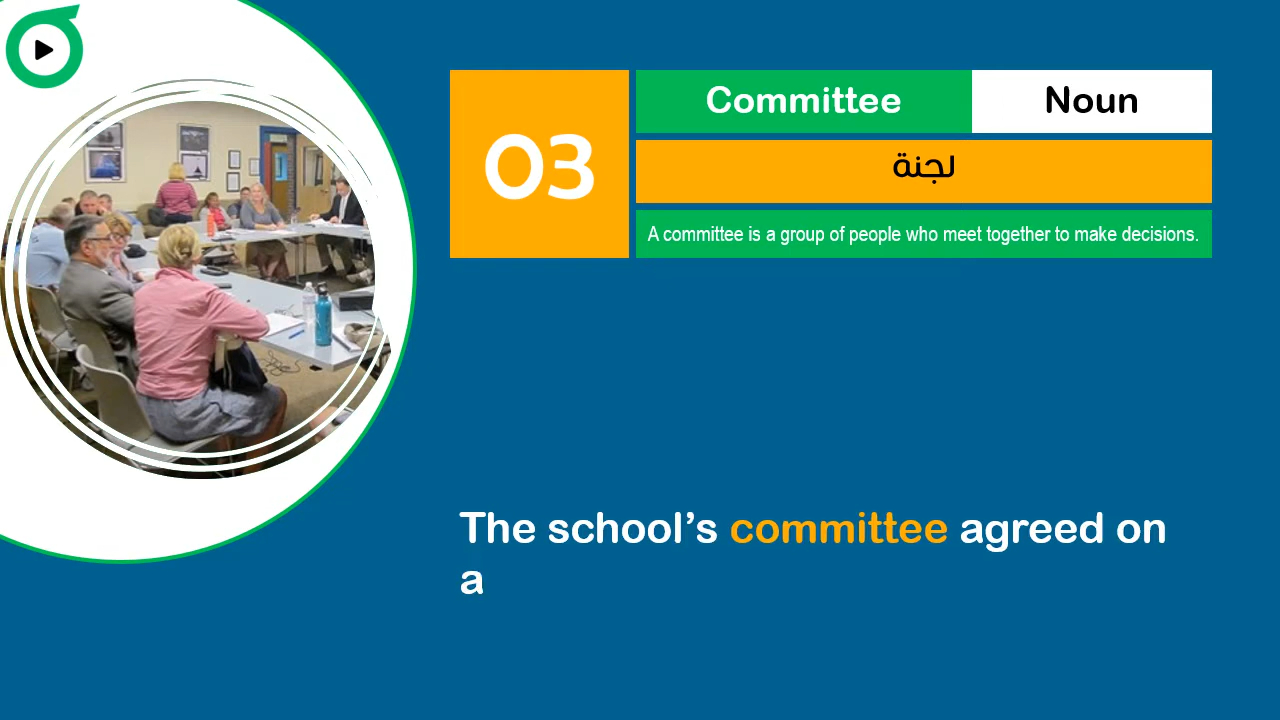 03
Committee
Noun
لجنة
A committee is a group of people who meet together to make decisions.
The school’s committee agreed on
a